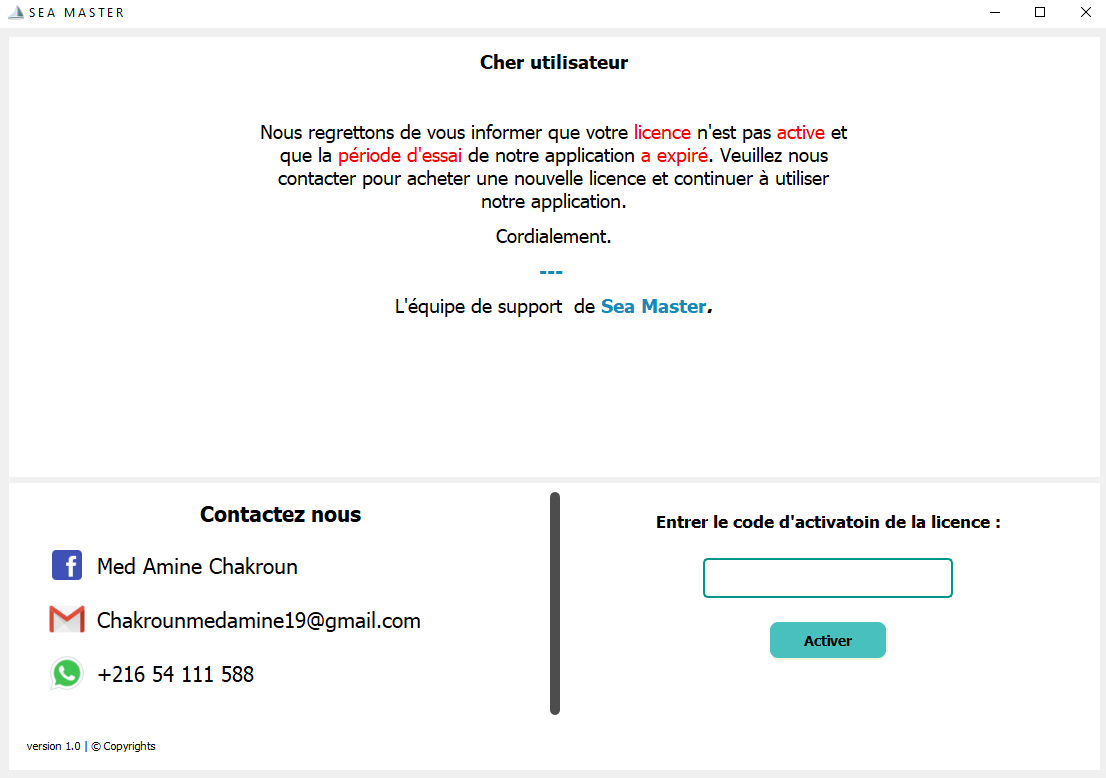 SEA MASTER
Cher utilisateur
Nous regrettons de vous informer que votre licence n'est pas active et
que la période d'essai de notre application a expiré. Veuillez nous
contacter pour acheter une nouvelle licence et continuer à utiliser
notre application.
Cordialement.
---
L'équipe de support  de Sea Master.
Contactez nous
Med Amine Chakroun
Chakrounmedamine19@gmail.com
+216 54 111 588
version 1.0 | © Copyrights
Entrer le code d'activatoin de la licence :
Activer